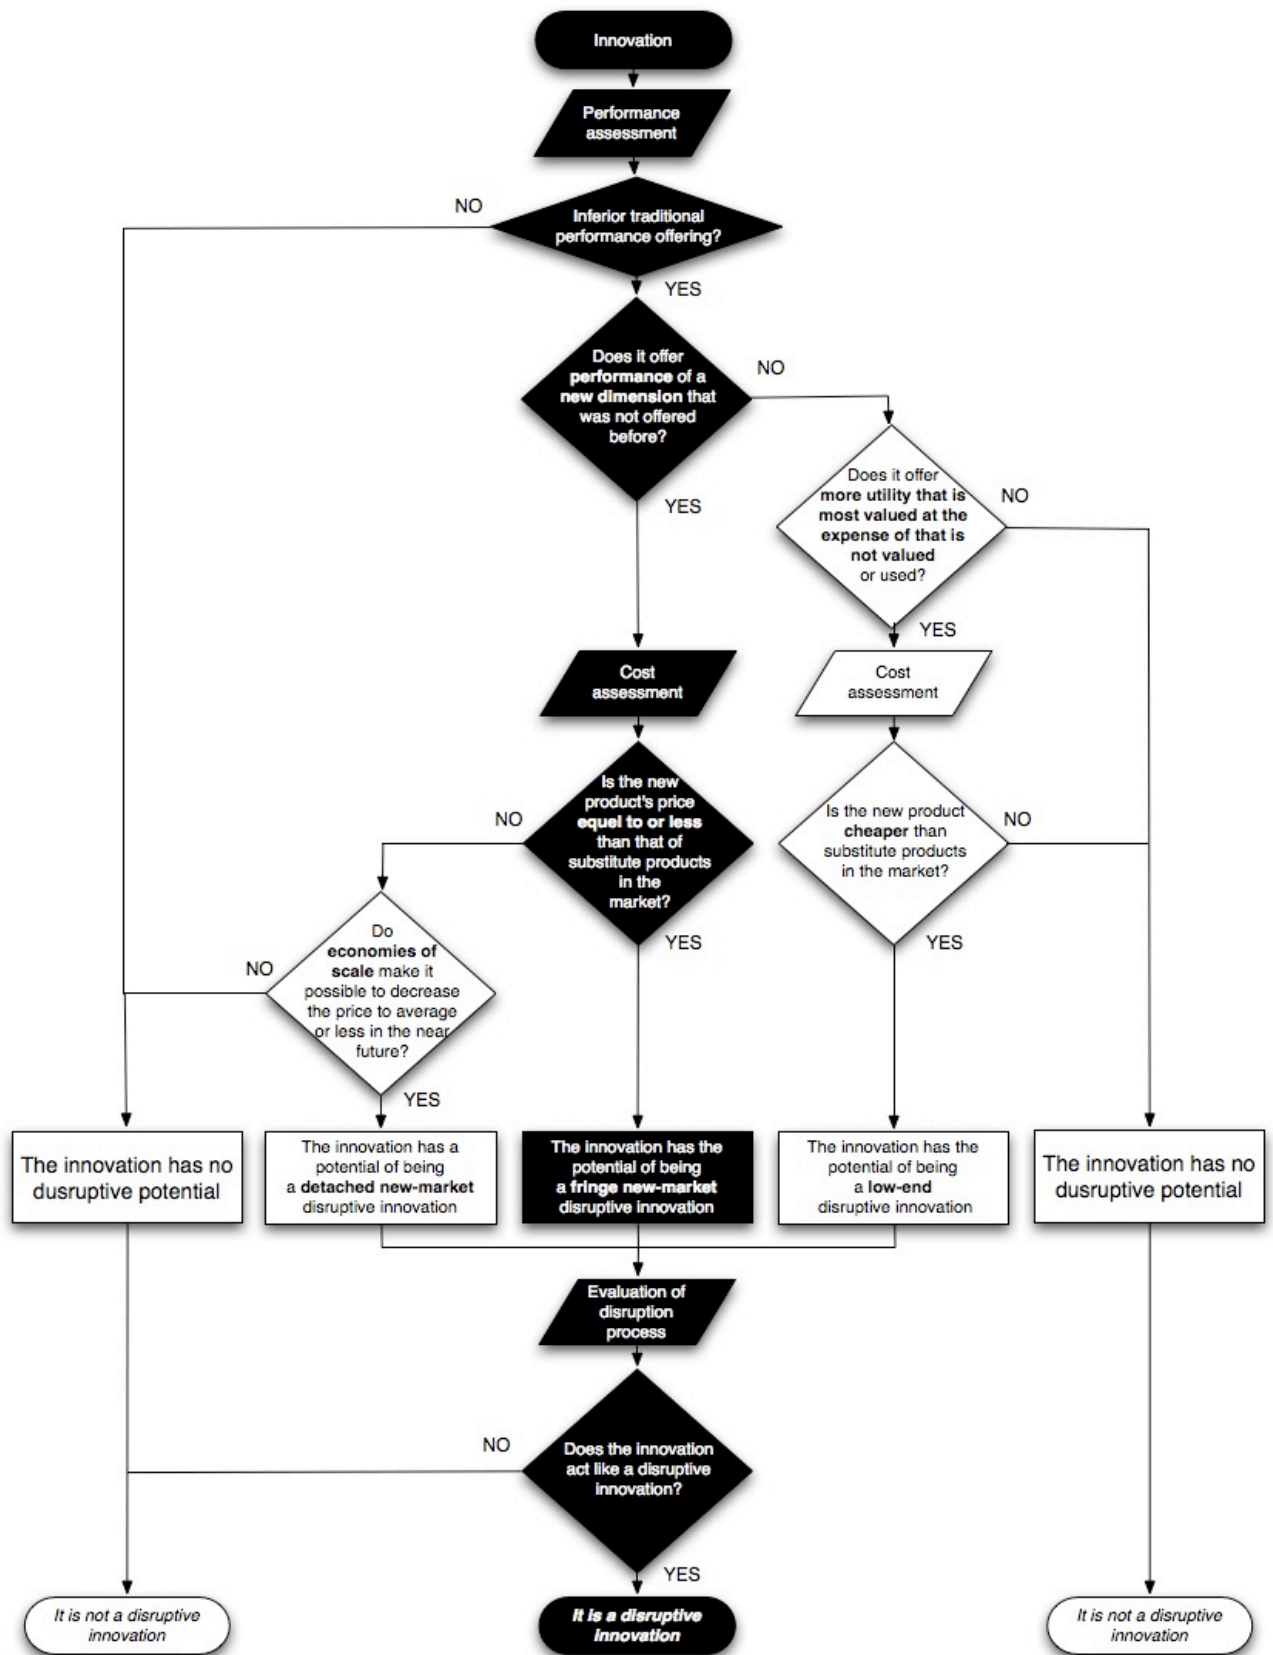 Innovation
Performance
assessment
NO
Inferior traditional
performance offering?
YES
Does it offer
performance of a
new dimension that
was not offered
before?
NO
YES
Does it offer
more utility that is
most valued at the
expense of that is
not valued
or used?
NO
YES
Cost
assessment
Cost
assessment
Is the new
product's price
equal to or less
than that of
substitute products
in the
market?
NO
YES
Is the new product
cheaper than
substitute products
in the market?
NO
YES
Do
economies of
scale make it
possible to decrease
the price to average
or less in the near
future?
NO
YES
The innovation has no
dusruptive potential
The innovation has a
potential of being
a detached new-market
disruptive innovation
The innovation has the
potential of being
a fringe new-market
disruptive innovation
The innovation has the
potential of being
a low-end
disruptive innovation
The innovation has no
dusruptive potential
Evaluation of
disruption
process
NO
Does the innovation
act like a disruptive
innovation?
YES
It is not a disruptive
innovation
It is a disruptive
innovation
It is not a disruptive
innovation